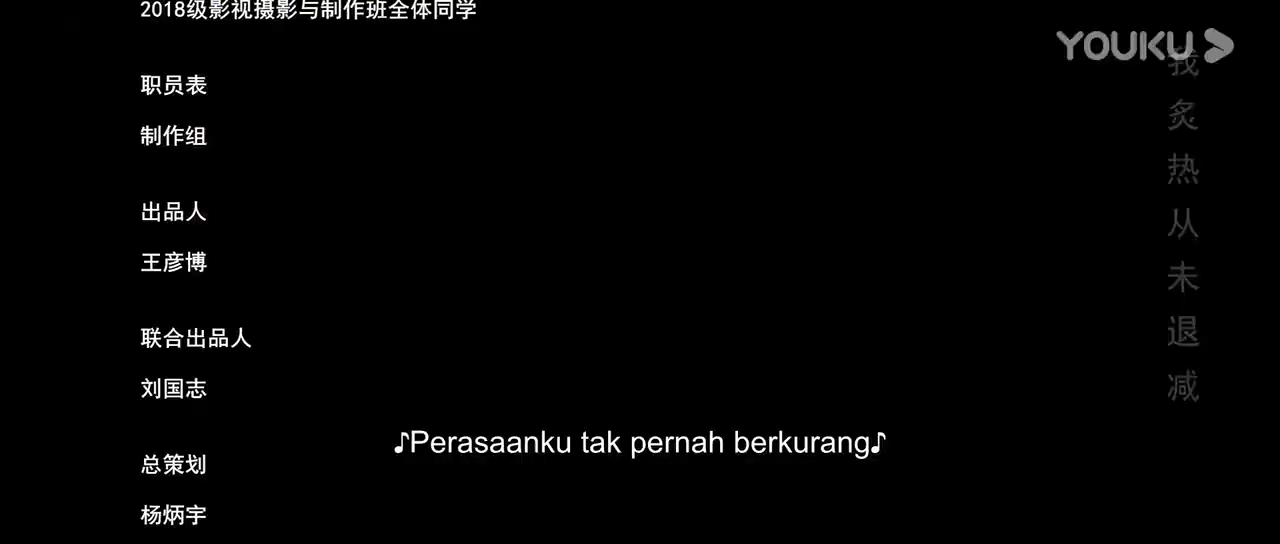 2018级影视摄影与制作班全体同学
职员表
制作组
出品人
王彦博
联合出品人
刘国志
总策划
杨炳宇
♪Perasaanku tak pernah berkurang♪
YOUKU
我炙热从未退减